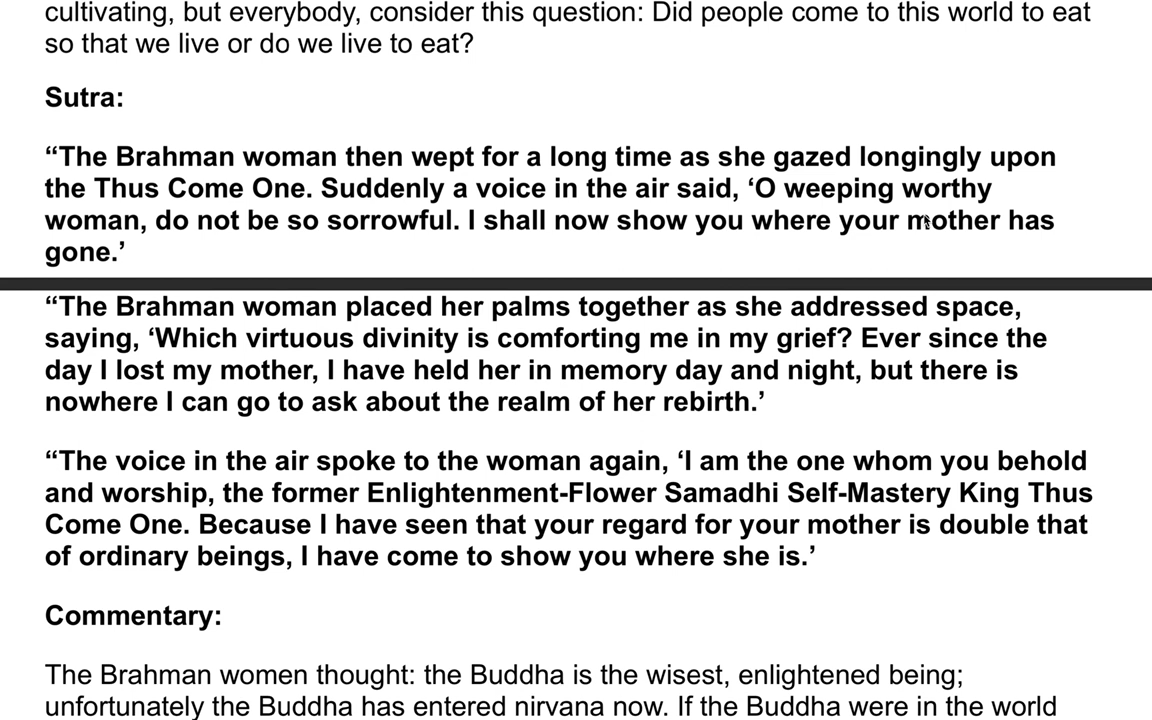 cultivating, but everybody, consider this question: Did people come to this world to eat
so that we live or do we live to eat?
Sutra:
“The Brahman woman then wept for a long time as she gazed longingly upon
the Thus Come One. Suddenly a voice in the air said, ‘O weeping worthy
woman, do not be so sorrowful. I shall now show you where your mother has
gone.’
“The Brahman woman placed her palms together as she addressed space,
saying, ‘Which virtuous divinity is comforting me in my grief? Ever since the
day I lost my mother, I have held her in memory day and night, but there is
nowhere I can go to ask about the realm of her rebirth.’
“The voice in the air spoke to the woman again, ‘I am the one whom you behold
and worship, the former Enlightenment-Flower Samadhi Self-Mastery King Thus
Come One. Because I have seen that your regard for your mother is double that
of ordinary beings, I have come to show you where she is.’
Commentary:
The Brahman women thought: the Buddha is the wisest, enlightened being;
unfortunately the Buddha has entered nirvana now. If the Buddha were in the world